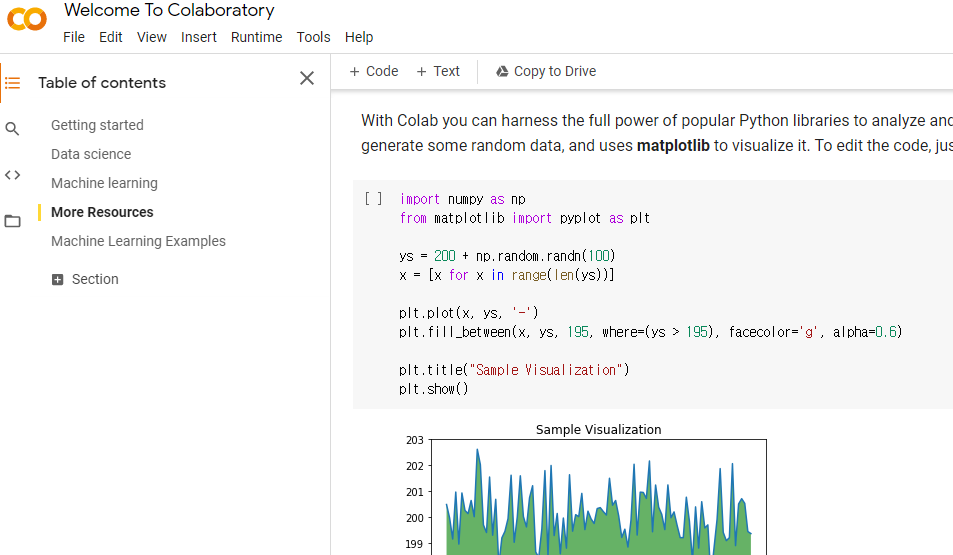 Welcome To Colaboratory
File Edit View Insert Runtime Tools Help
Table of contents
Getting started
Data science
Machine learning
More Resources
Machine Learning Examples
Section
+ Code + Text Copy to Drive
With Colab you can harness the full power of popular Python libraries to analyze and
generate some random data, and uses matplotlib to visualize it. To edit the code, jus
[ ] import numpy as np
from matplotlib import pyplot as plt
ys = 200 + np.random.randn(100)
x = [x for x in range(len(ys))]
plt.plot(x, ys, '-')
plt.fill_between(x, ys, 195, where=(ys > 195), facecolor='g', alpha=0.6)
plt.title("Sample Visualization")
plt.show()
Sample Visualization
203
202
201
200
199